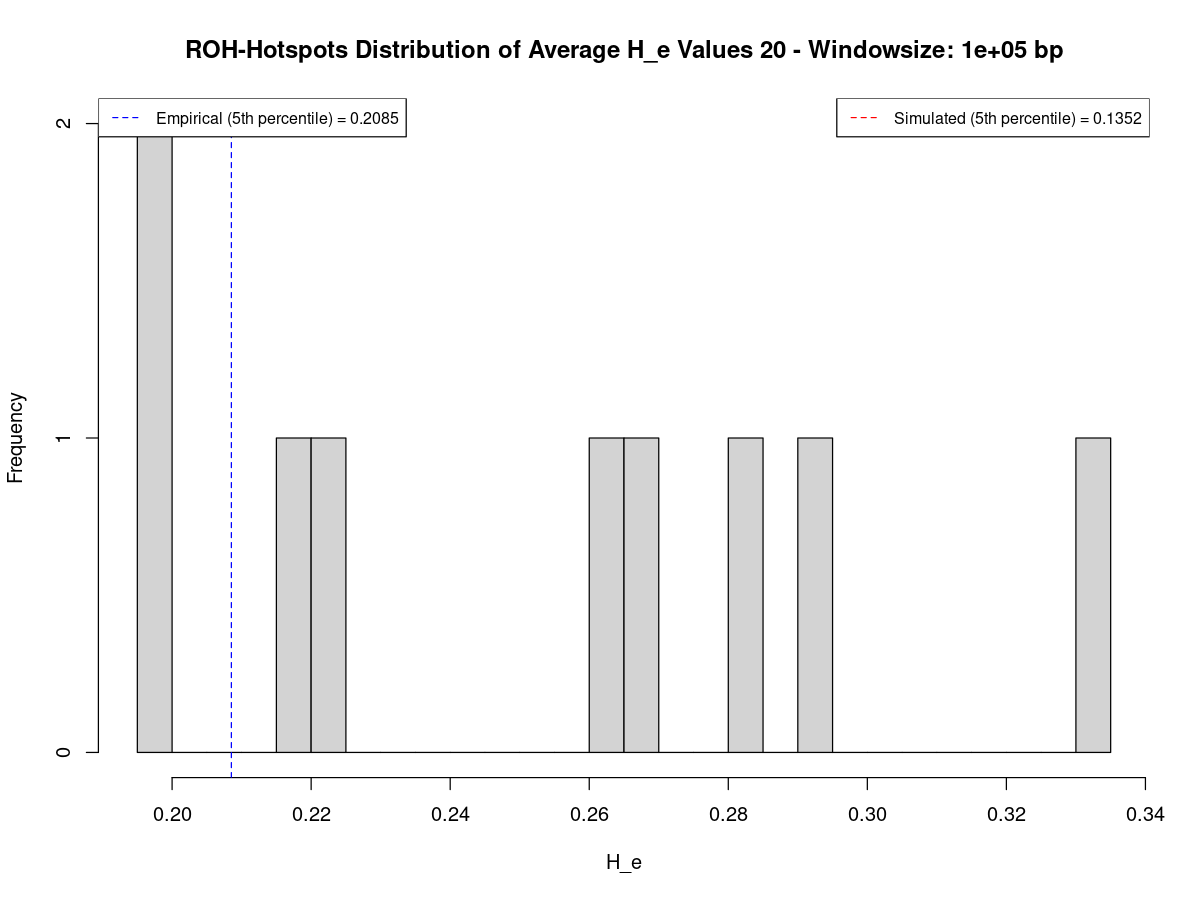 ROH-Hotspots Distribution of Average H_e Values 20 - Windowsize: 1e+05 bp
Empirical (5th percentile) = 0.2085
Simulated (5th percentile) = 0.1352
2
1
0
Frequency
0.20 0.22 0.24 0.26 0.28 0.30 0.32 0.34
H_e